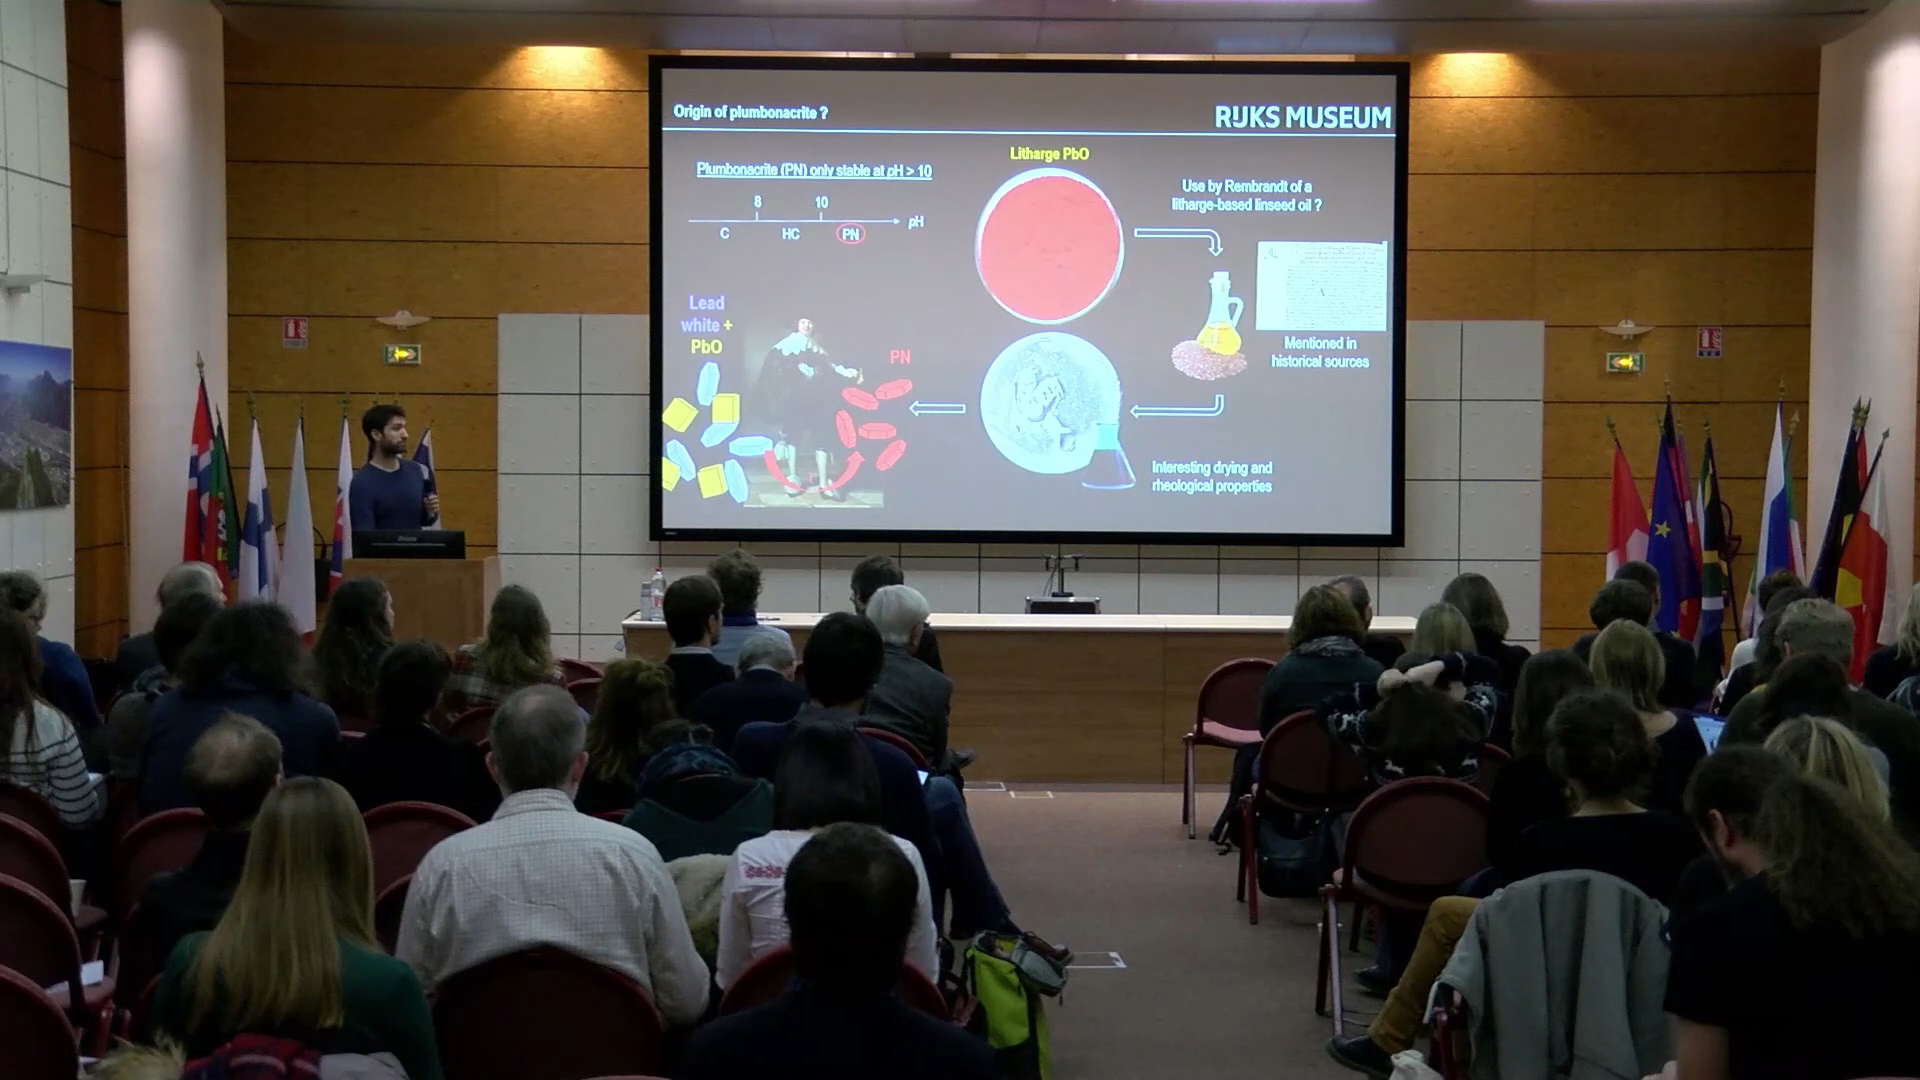 Origin of plumbonacrite ?
RIJKS MUSEUM
Plumbonacrite (PN) only stable at pH > 10
8
10
pH
C
HC
PN
Litharge PbO
Use by Rembrandt of a
litharge-based linseed oil ?
Mentioned in
historical sources
Lead
white +
PbO
PN
Interesting drying and
rheological properties